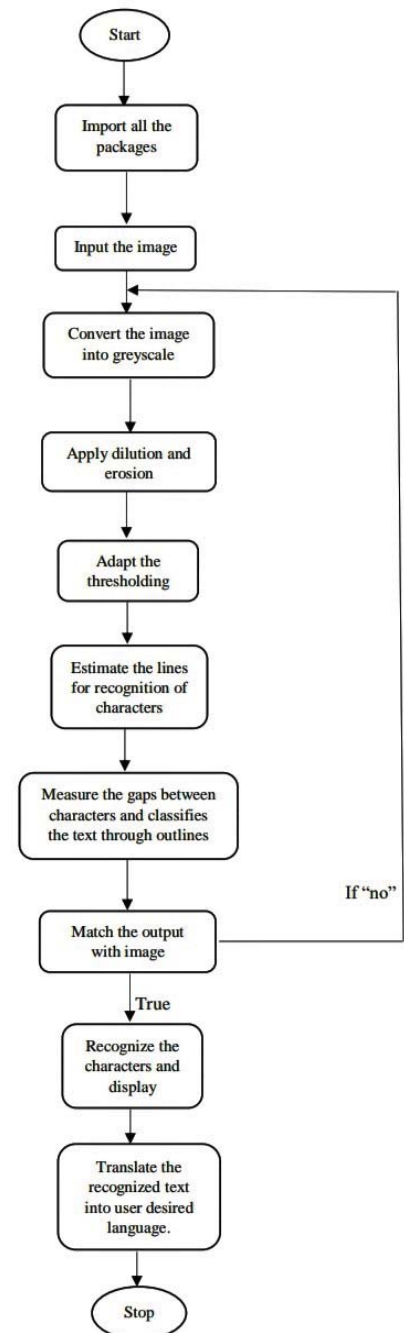 Start
Import all the
packages
Input the image
Convert the image
into greyscale
Apply dilution and
erosion
Adapt the
thresholding
Estimate the lines
for recognition of
characters
Measure the gaps between
characters and classifies
the text through outlines
If “no”
Match the output
with image
True
Recognize the
characters and
display
Translate the
recognized text
into user desired
language.
Stop